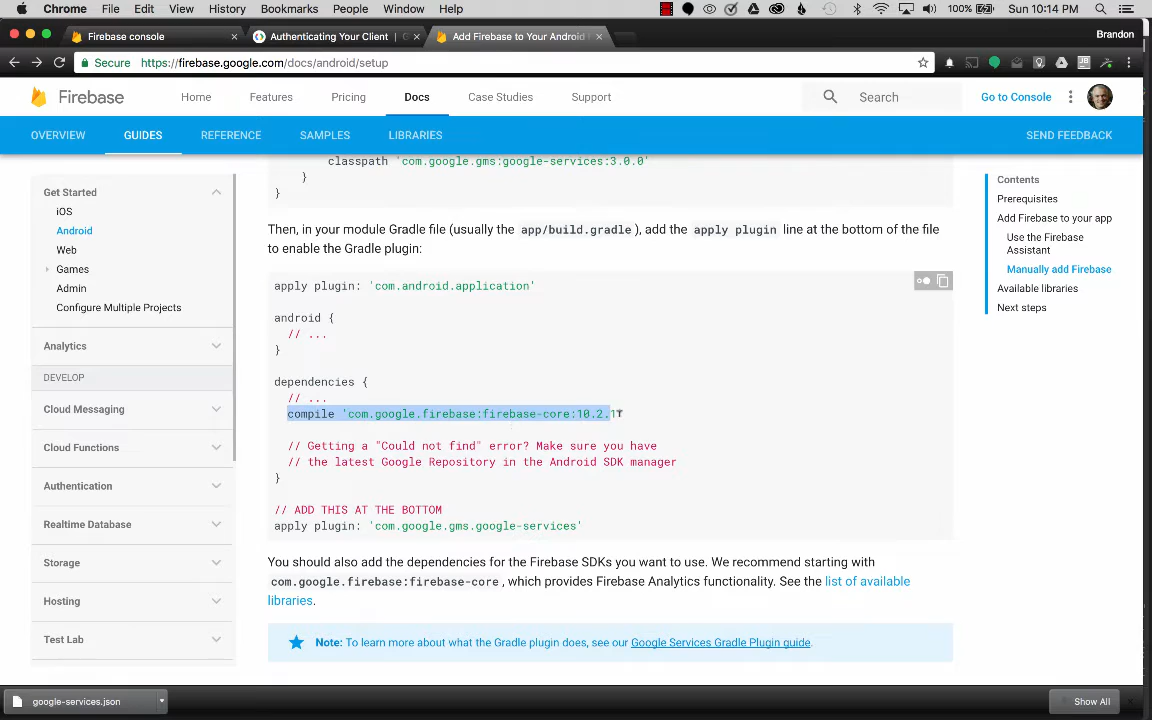 Chrome File Edit View History Bookmarks People Window Help 100% Sun 10:14 PM
Firebase console Authenticating Your Client | Add Firebase to Your Android Brandon
Secure https://firebase.google.com/docs/android/setup
Firebase Home Features Pricing Docs Case Studies Support Search Go to Console
OVERVIEW GUIDES REFERENCE SAMPLES LIBRARIES SEND FEEDBACK
Get Started
iOS
Android
Web
Games
Admin
Configure Multiple Projects
Analytics
DEVELOP
Cloud Messaging
Cloud Functions
Authentication
Realtime Database
Storage
Hosting
Test Lab
classpath 'com.google.gms:google-services:3.0.0'
}
}
Then, in your module Gradle file (usually the app/build.gradle), add the apply plugin line at the bottom of the file
to enable the Gradle plugin:
apply plugin: 'com.android.application'
android {
// ...
}
dependencies {
// ...
compile 'com.google.firebase:firebase-core:10.2.1'
// Getting a "Could not find" error? Make sure you have
// the latest Google Repository in the Android SDK manager
}
// ADD THIS AT THE BOTTOM
apply plugin: 'com.google.gms.google-services'
You should also add the dependencies for the Firebase SDKs you want to use. We recommend starting with
com.google.firebase:firebase-core, which provides Firebase Analytics functionality. See the list of available
libraries.
Note: To learn more about what the Gradle plugin does, see our Google Services Gradle Plugin guide.
Contents
Prerequisites
Add Firebase to your app
Use the Firebase
Assistant
Manually add Firebase
Available libraries
Next steps
google-services.json Show All